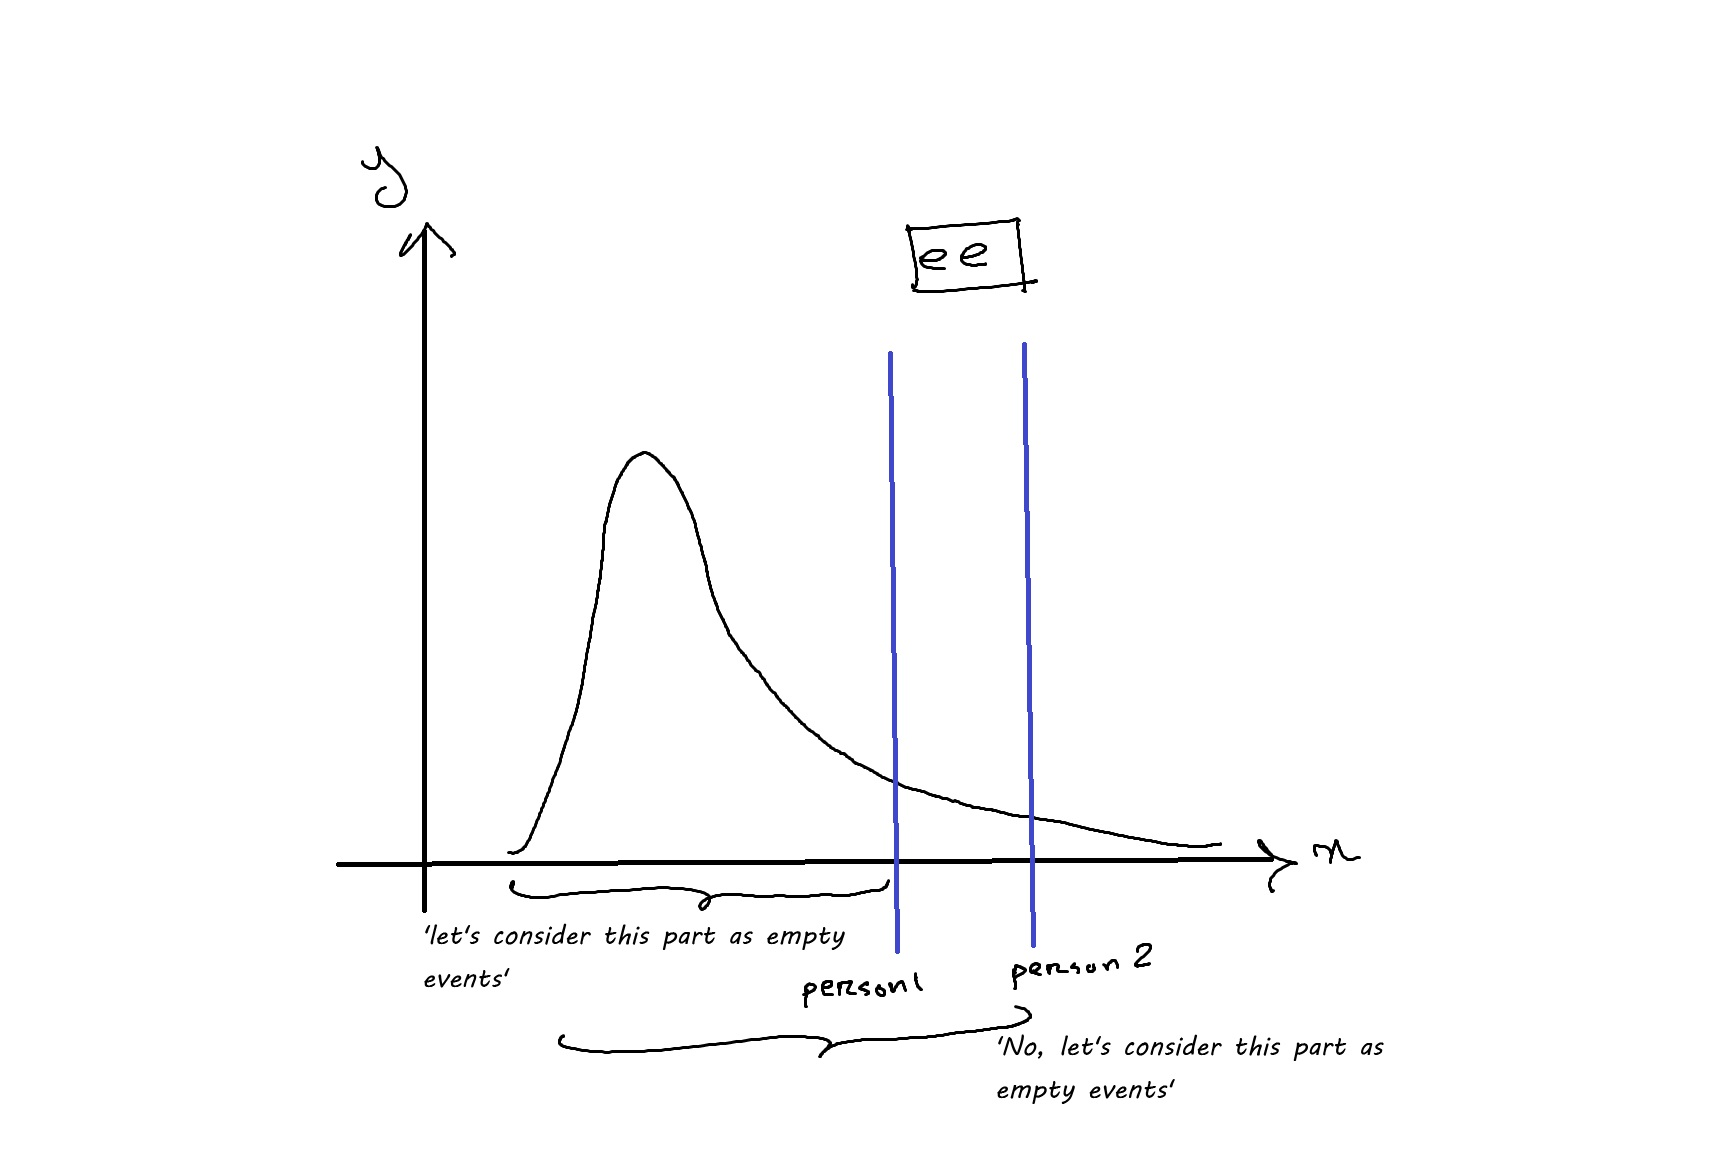 y
ee
x
'let's consider this part as empty
events'
person1
person 2
'No, let's consider this part as
empty events'